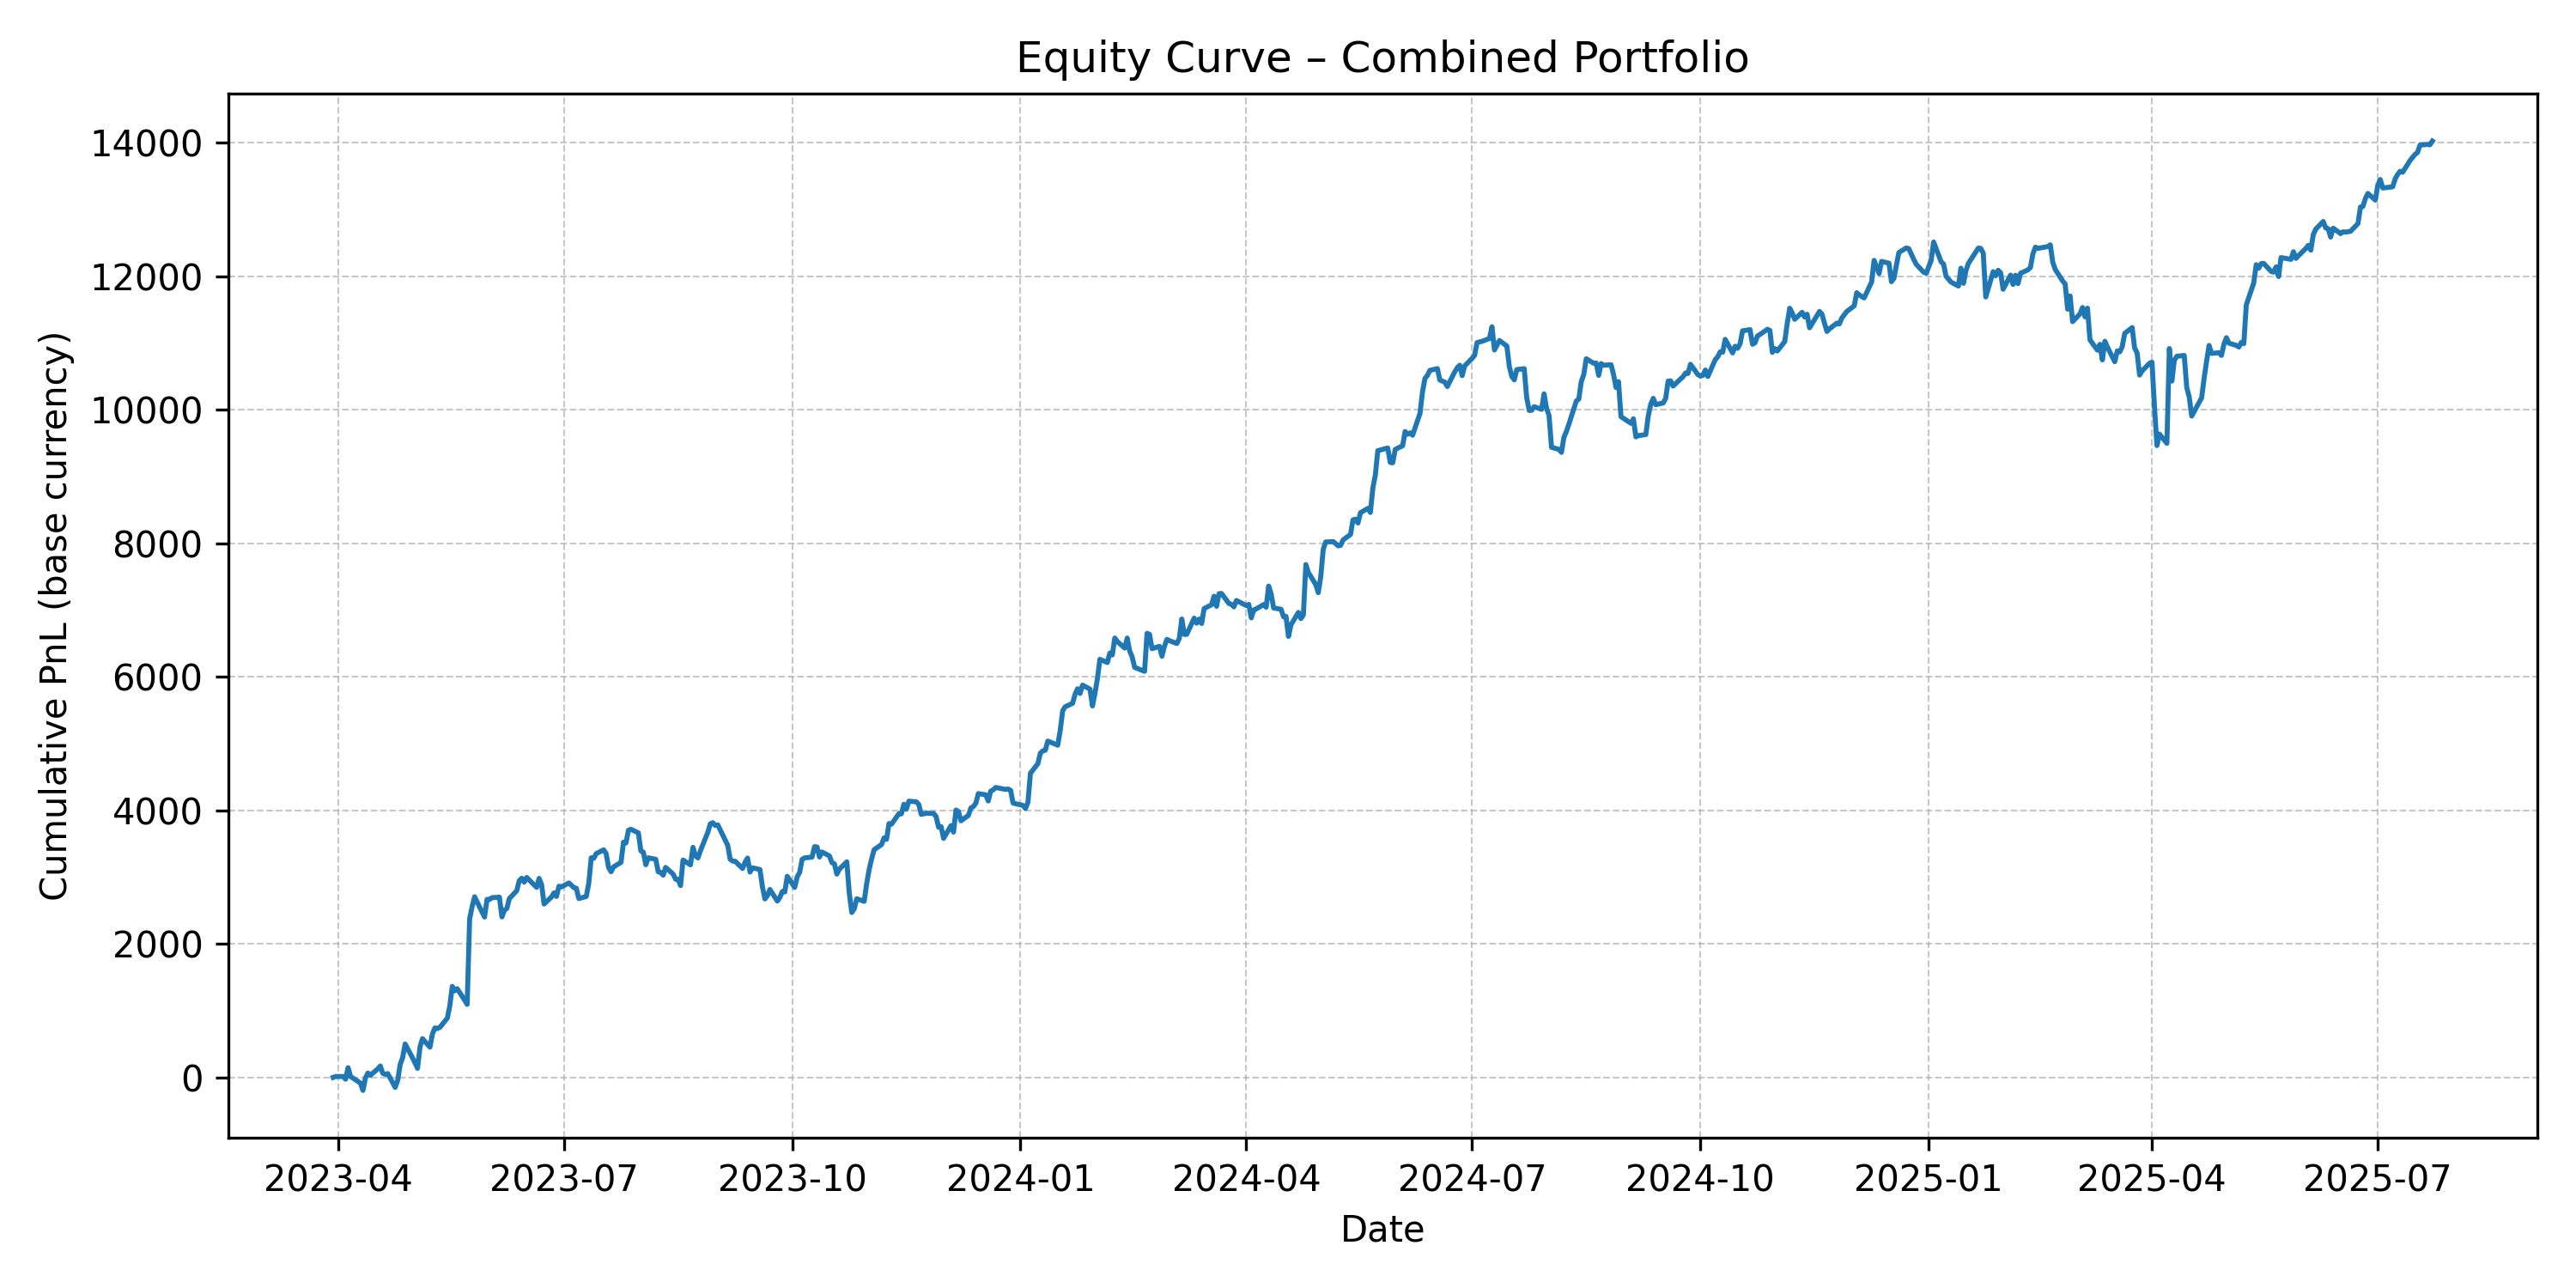 Equity Curve – Combined Portfolio
Cumulative PnL (base currency)
14000
12000
10000
8000
6000
4000
2000
0
2023-04 2023-07 2023-10 2024-01 2024-04 2024-07 2024-10 2025-01 2025-04 2025-07
Date